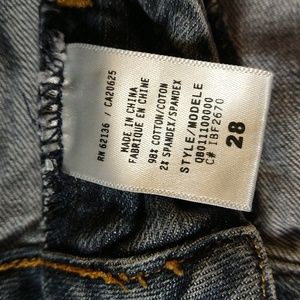 RN 62136 / CA20625
MADE IN CHINA
FABRIQUE EN CHINE
98% COTTON/COTON
2% SPANDEX/SPANDEX
STYLE/MODELE
QB011100000
C# IBF2670
28